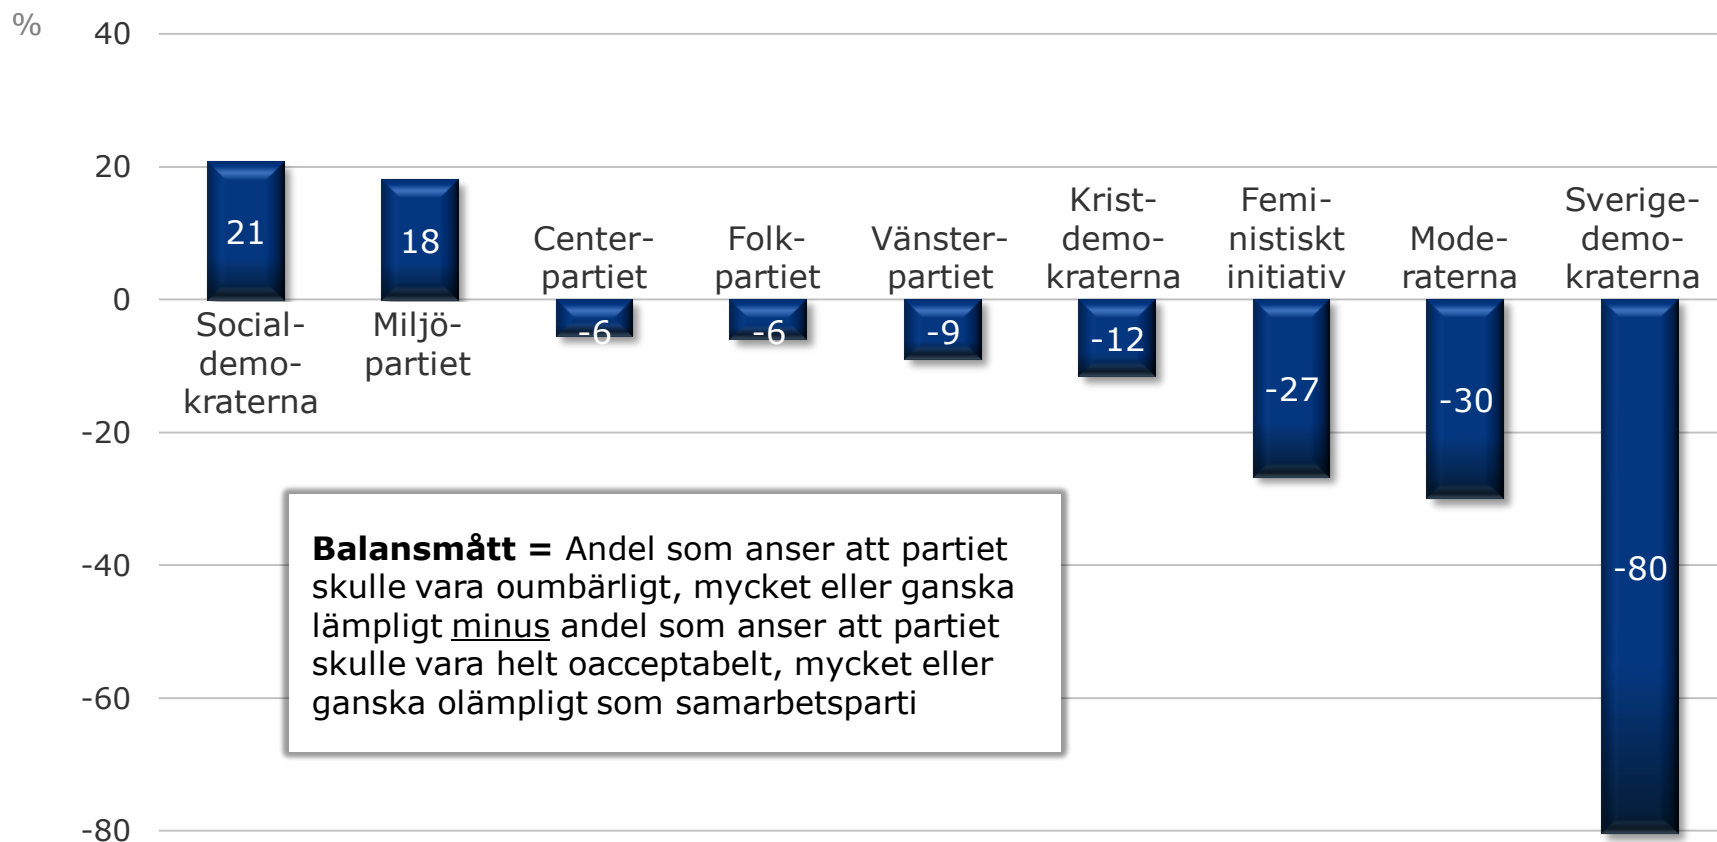 %
40
20
0
-20
-40
-60
-80
21
18
-6
-6
-9
-12
-27
-30
-80
Social-
demo-
kraterna
Miljö-
partiet
Center-
partiet
Folk-
partiet
Vänster-
partiet
Krist-
demo-
kraterna
Femi-
nistiskt
initiativ
Mode-
raterna
Sverige-
demo-
kraterna
Balansmått = Andel som anser att partiet
skulle vara oumbärligt, mycket eller ganska
lämpligt minus andel som anser att partiet
skulle vara helt oacceptabelt, mycket eller
ganska olämpligt som samarbetsparti